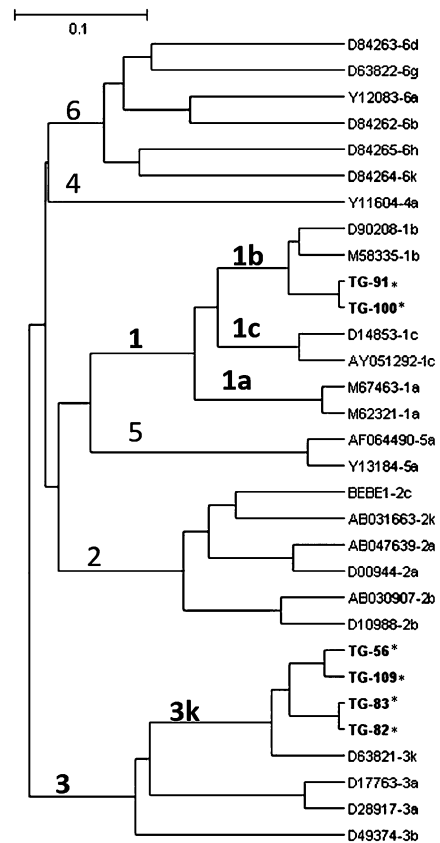 0.1
D84263-6d
D63822-6g
Y12083-6a
6
D84262-6b
D84265-6h
D84264-6k
4
Y11604-4a
D90208-1b
1b
M58335-1b
TG-91*
TG-100*
1c
D14853-1c
1
AY051292-1c
1a
M67463-1a
M62321-1a
5
AF064490-5a
Y13184-5a
BEBE1-2c
AB031663-2k
AB047639-2a
2
D00944-2a
AB030907-2b
D10988-2b
TG-56*
TG-109*
TG-83*
3k
TG-82*
D63821-3k
D17763-3a
3
D28917-3a
D49374-3b